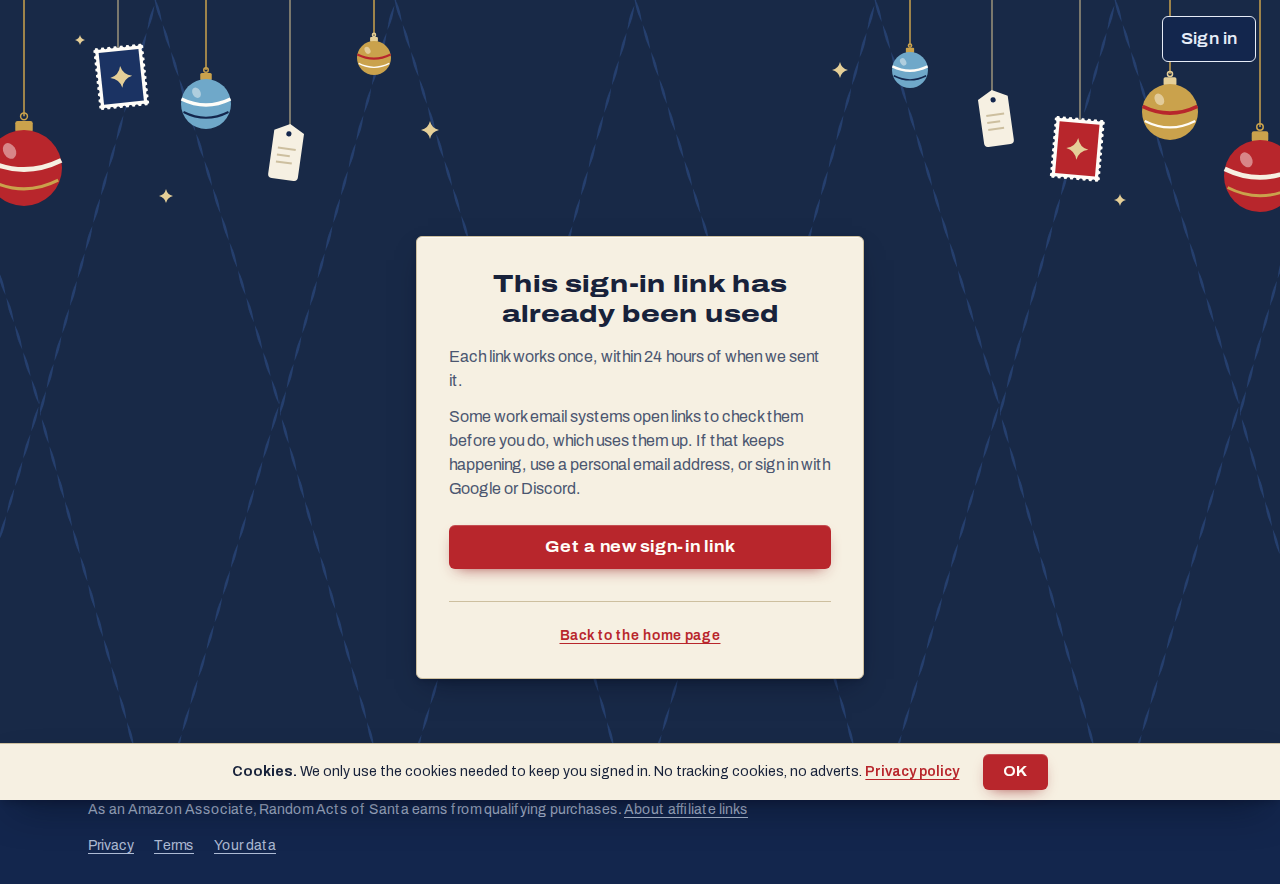 Sign in
This sign-in link has
already been used
Each link works once, within 24 hours of when we sent
it.
Some work email systems open links to check them
before you do, which uses them up. If that keeps
happening, use a personal email address, or sign in with
Google or Discord.
Get a new sign-in link
Back to the home page
Cookies. We only use the cookies needed to keep you signed in. No tracking cookies, no adverts. Privacy policy
OK
As an Amazon Associate, Random Acts of Santa earns from qualifying purchases. About affiliate links
Privacy Terms Your data